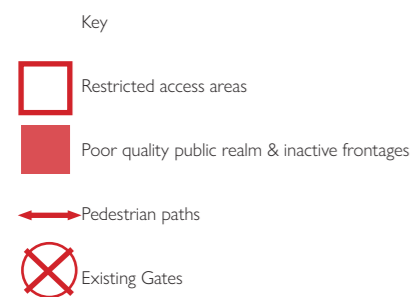 Key
Restricted access areas
Poor quality public realm & inactive frontages
Pedestrian paths
Existing Gates